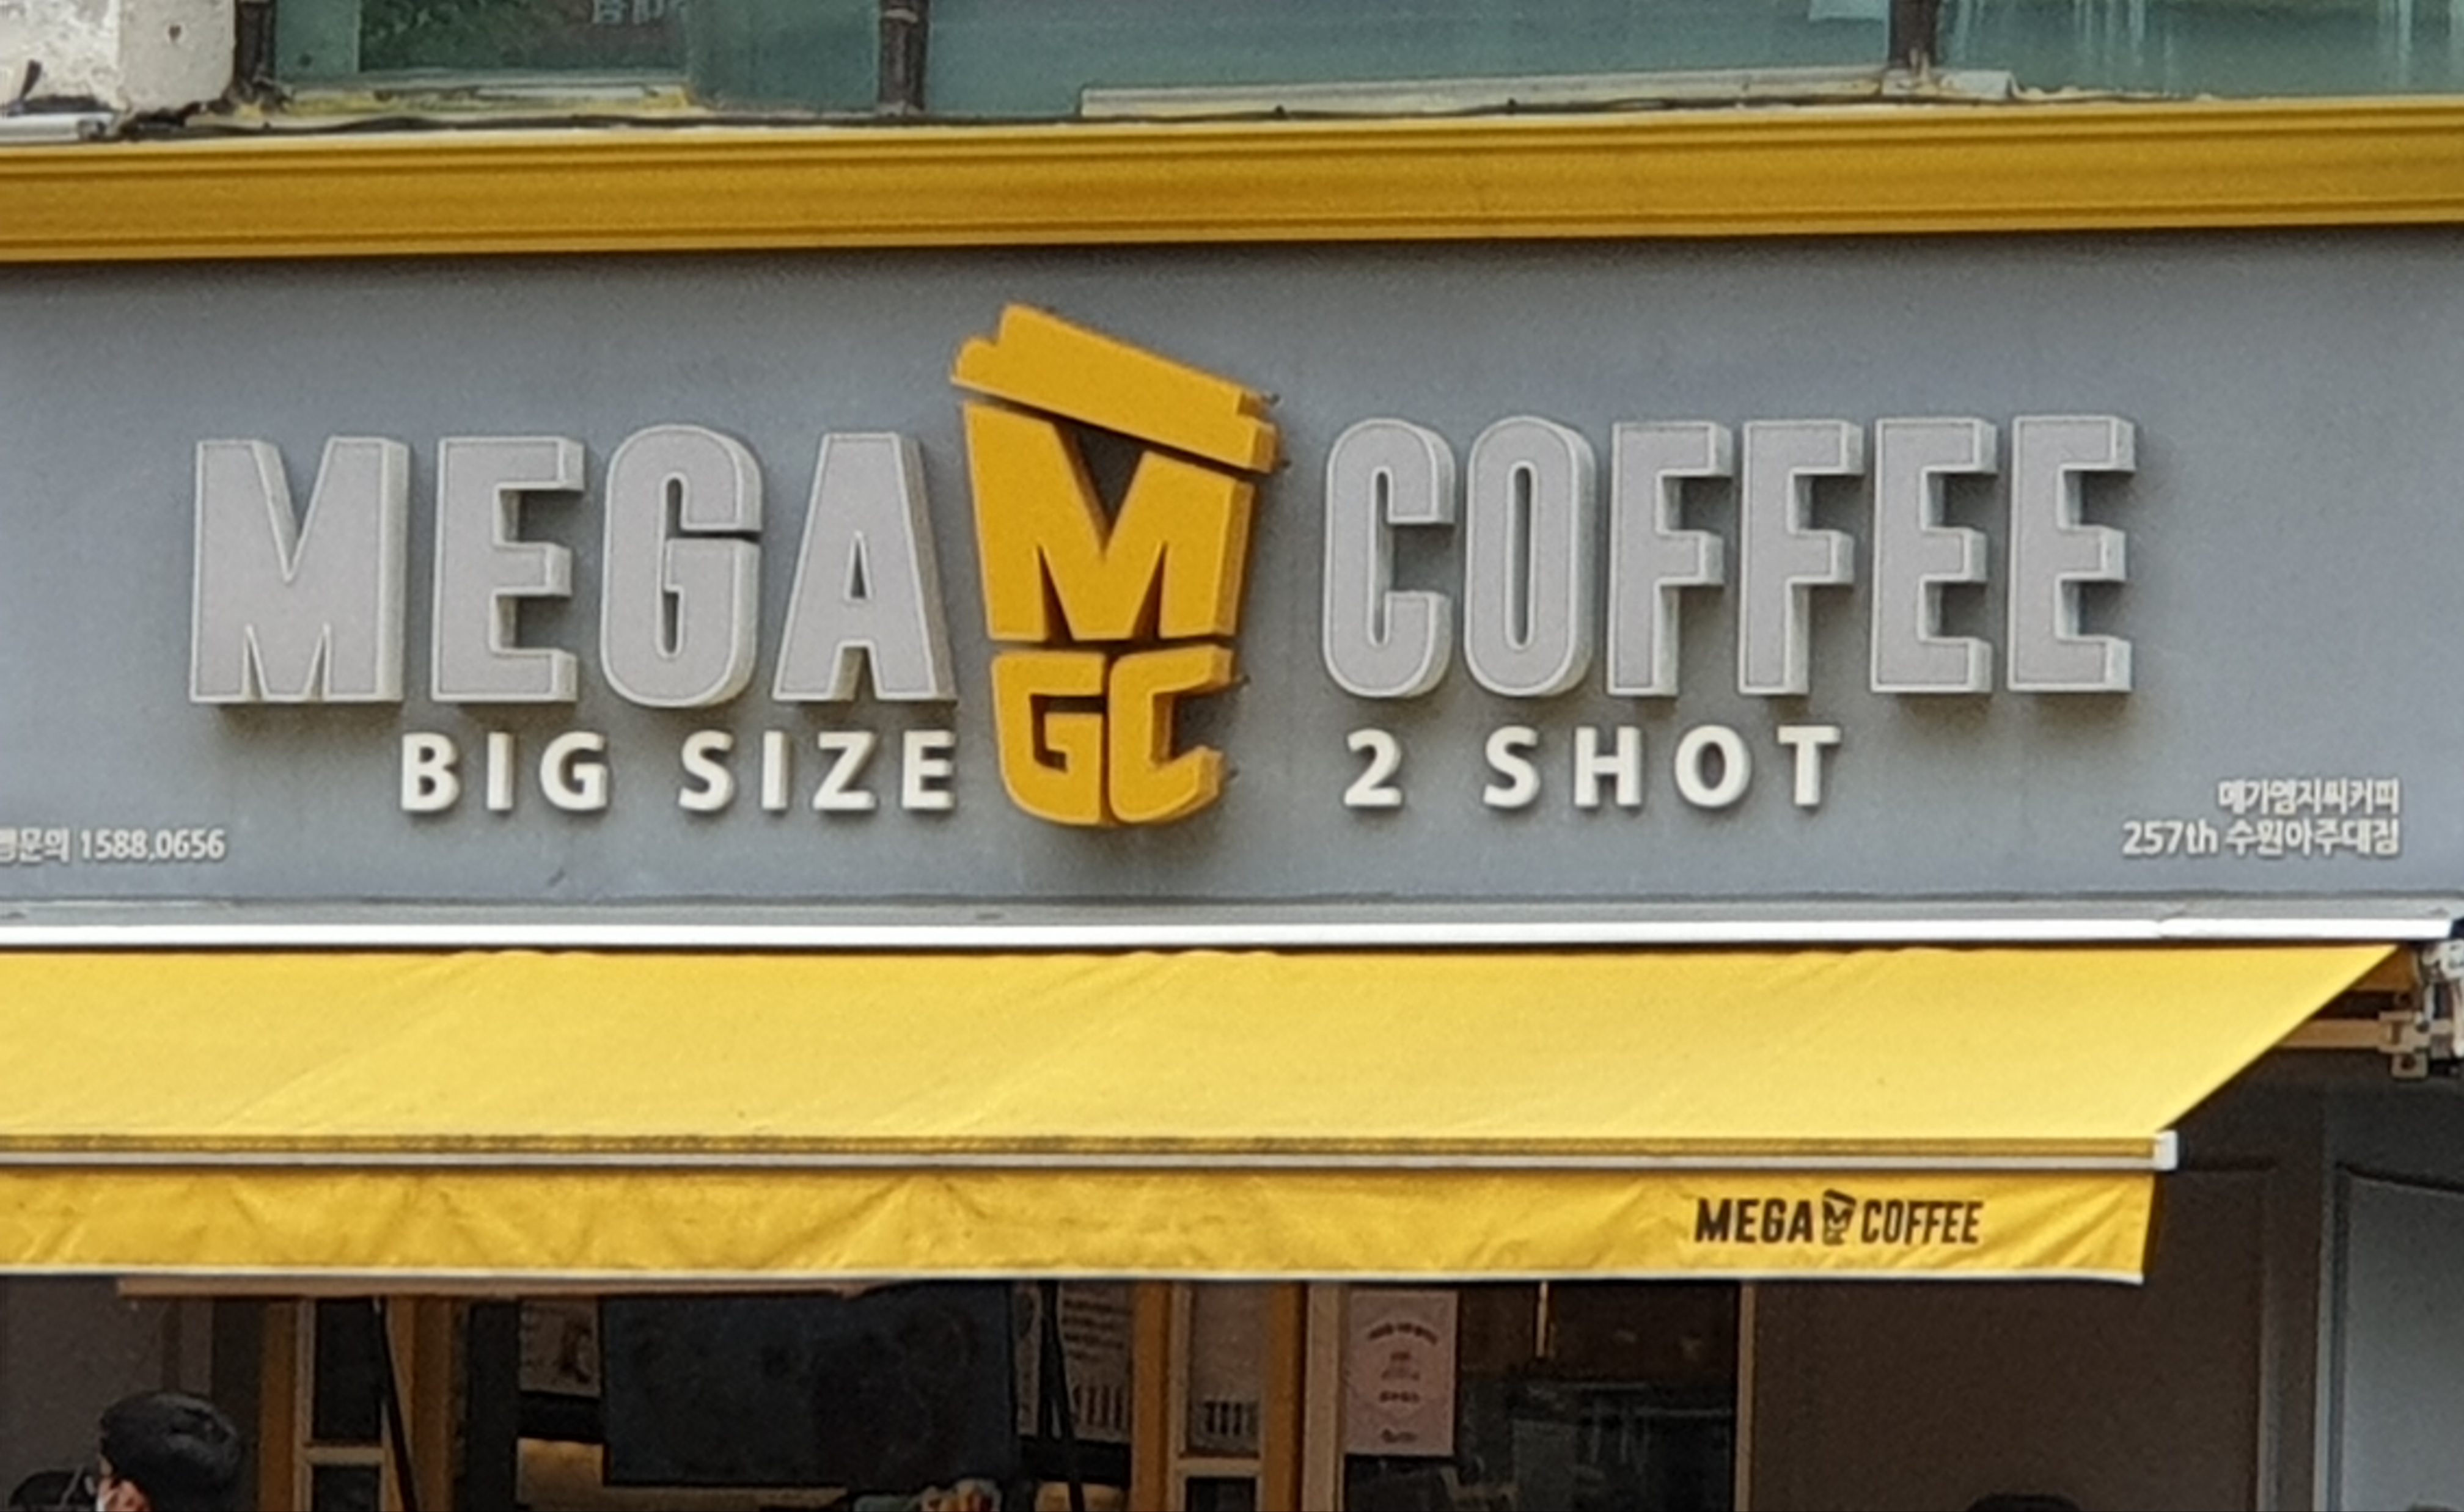 MEGA MGC COFFEE
BIG SIZE 2 SHOT
문의 1588.0656
메가엠지씨커피
257th 수원아주대점
MEGA MGC COFFEE